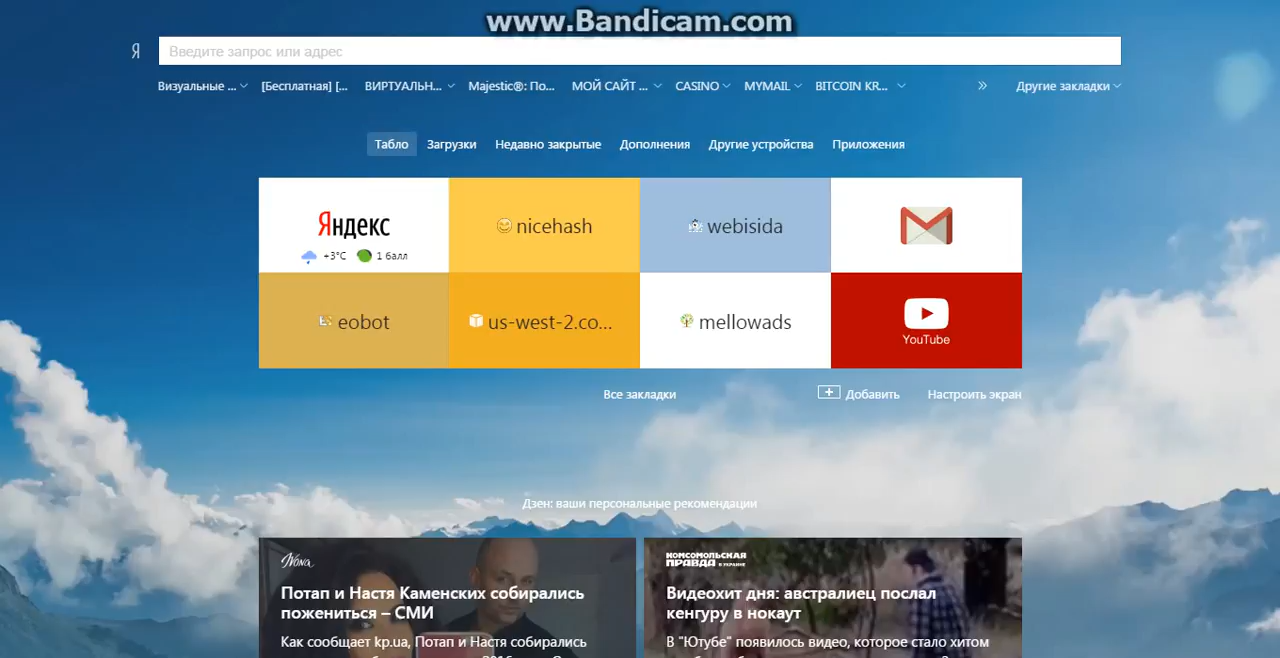 www.Bandicam.com
Я Введите запрос или адрес
Визуальные ... [Бесплатная] [... ВИРТУАЛЬН... Majestic®: По... МОЙ САЙТ ... CASINO MYMAIL BITCOIN KR... » Другие закладки
Табло Загрузки Недавно закрытые Дополнения Другие устройства Приложения
Яндекс
+3°C 1 балл
nicehash
webisida
eobot
us-west-2.co...
mellowads
YouTube
Все закладки Добавить Настроить экран
Дзен: ваши персональные рекомендации
Ivona
Потап и Настя Каменских собирались
пожениться – СМИ
Как сообщает kp.ua, Потап и Настя собирались
КОМСОМОЛЬСКАЯ
ПРАВДА В УКРАИНЕ
Видеохит дня: австралиец послал
кенгуру в нокаут
В "Ютубе" появилось видео, которое стало хитом